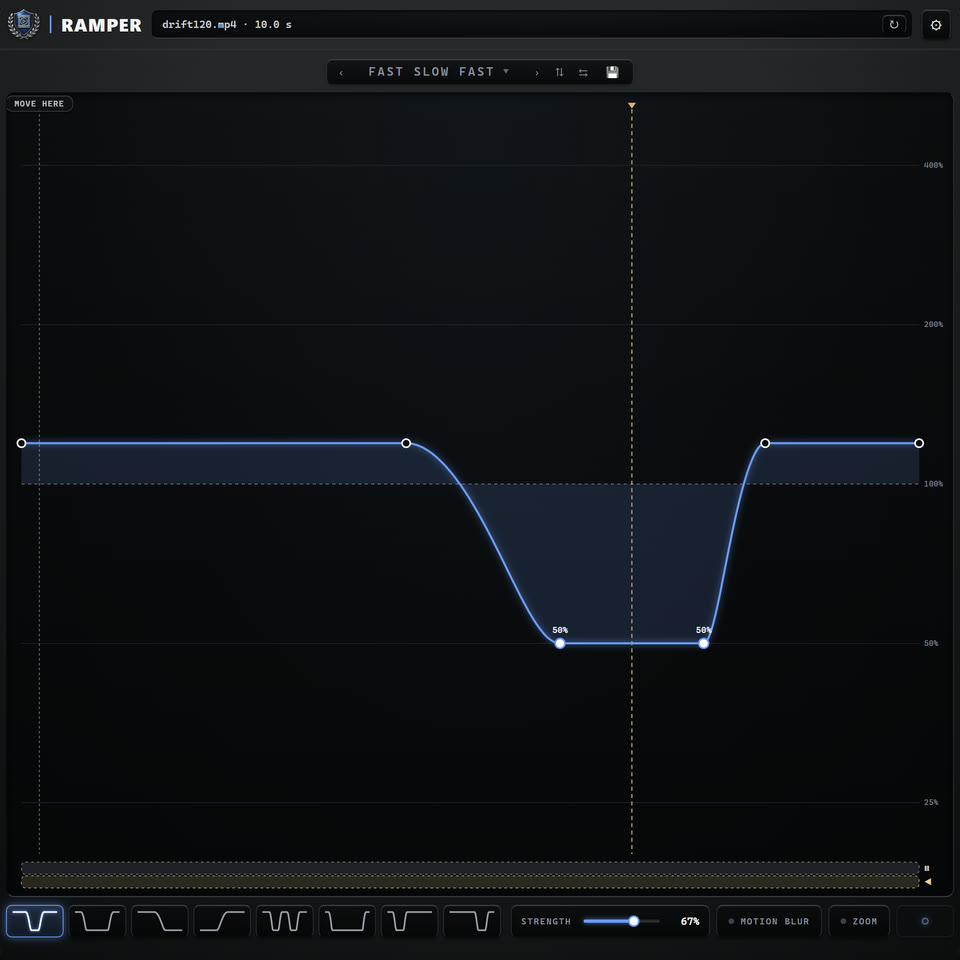 RAMPER
drift120.mp4 · 10.0 s
FAST SLOW FAST
MOVE HERE
400%
200%
100%
50%
50%
50%
25%
STRENGTH
67%
MOTION BLUR
ZOOM